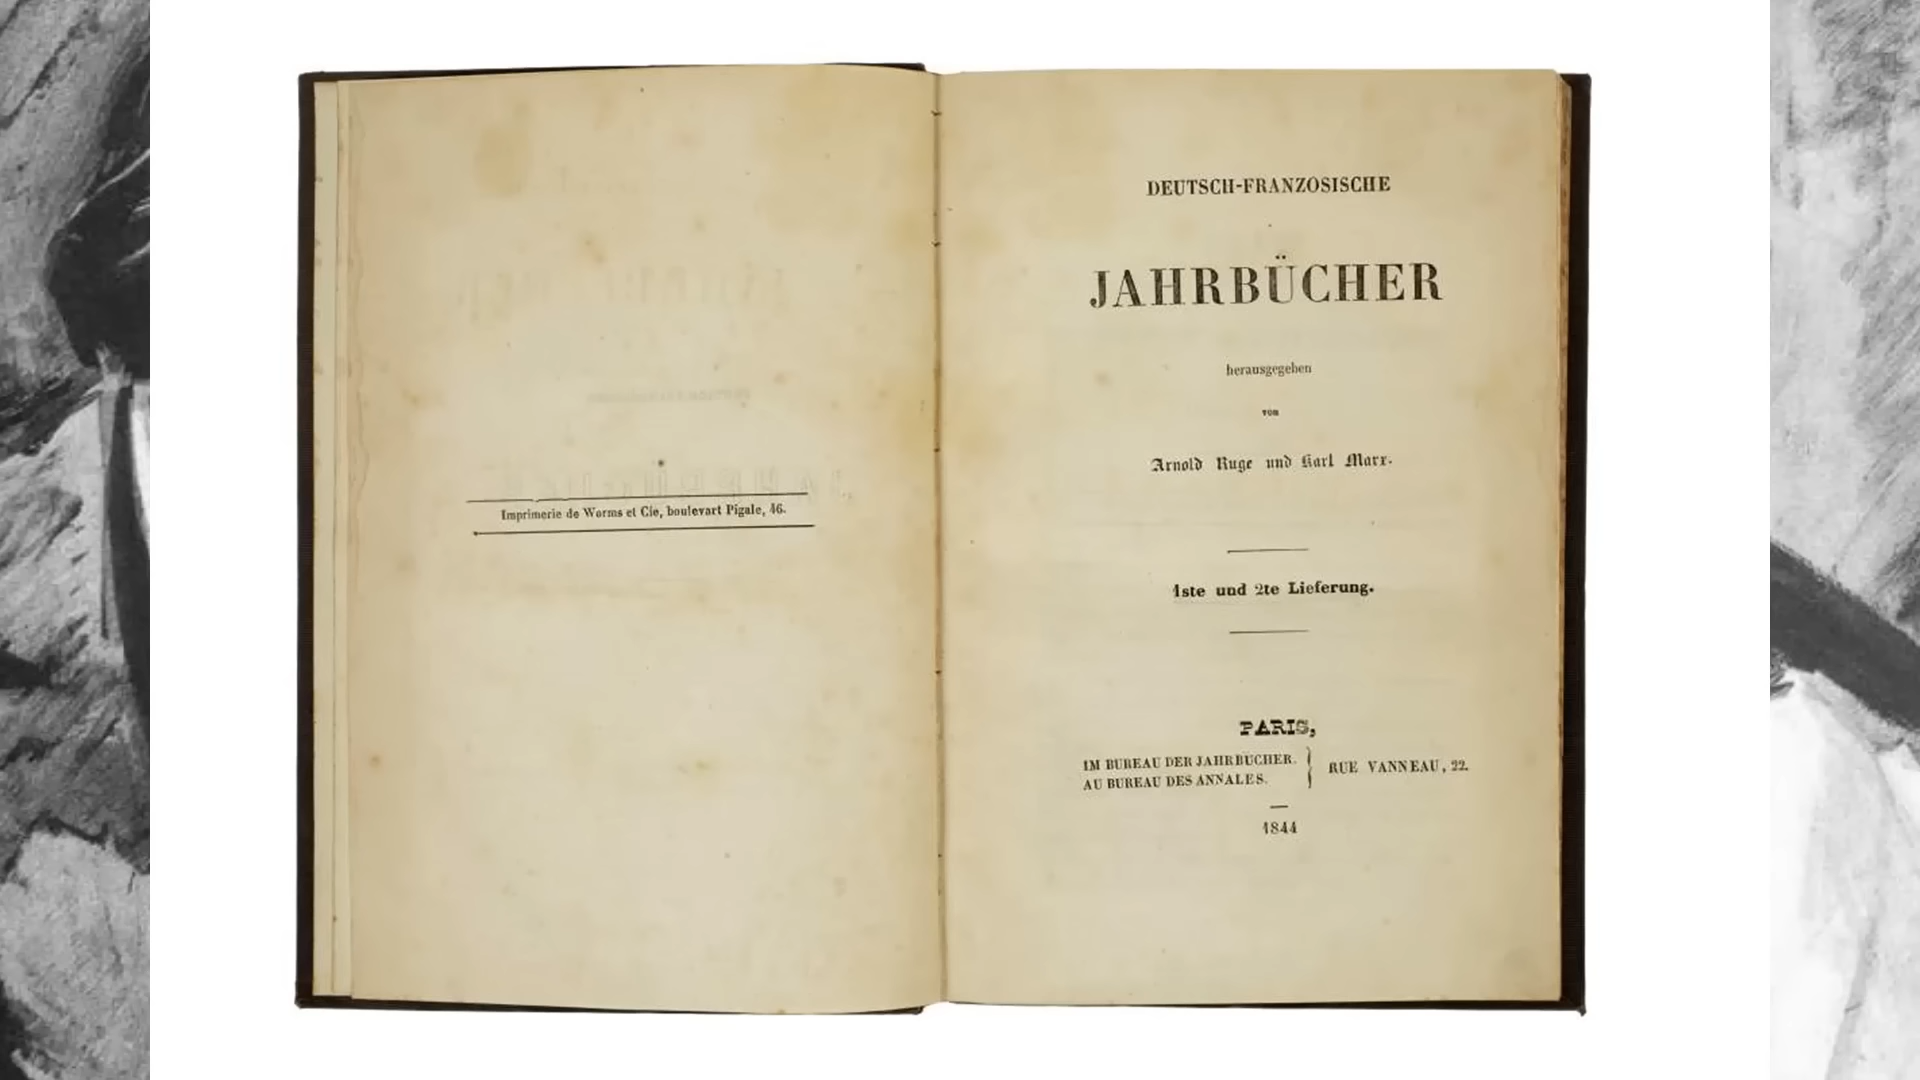 Imprimerie de Worms et Cie, boulevart Pigale, 46.
DEUTSCH-FRANZÖSISCHE
JAHRBÜCHER
herausgegeben
von
Arnold Ruge und Karl Marx.
1ste und 2te Lieferung.
PARIS,
IM BUREAU DER JAHRBÜCHER.
AU BUREAU DES ANNALES.
RUE VANNEAU, 22.
1844